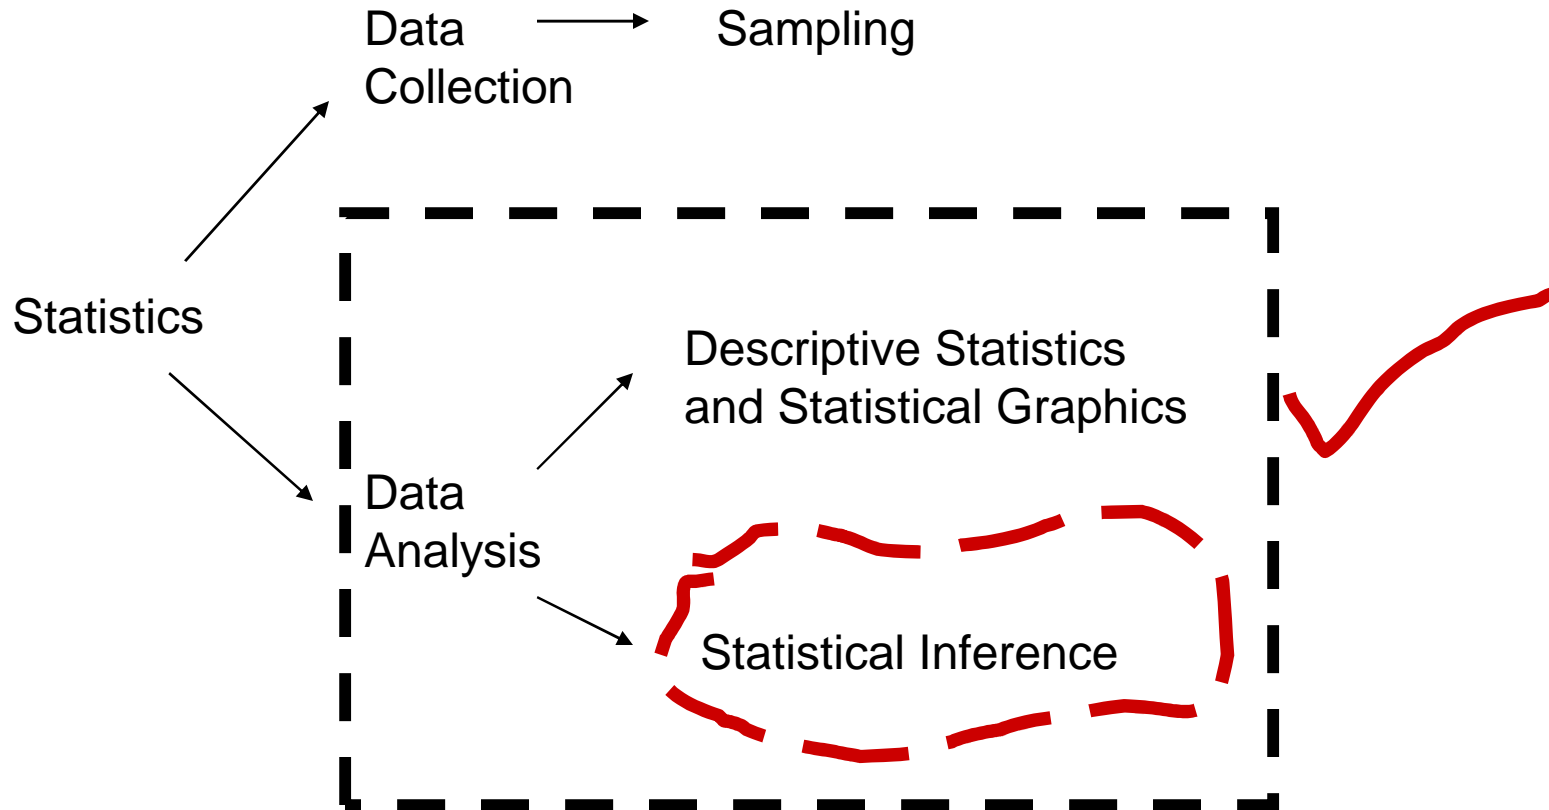 Data
Collection
Sampling
Statistics
Descriptive Statistics
and Statistical Graphics
Data
Analysis
Statistical Inference